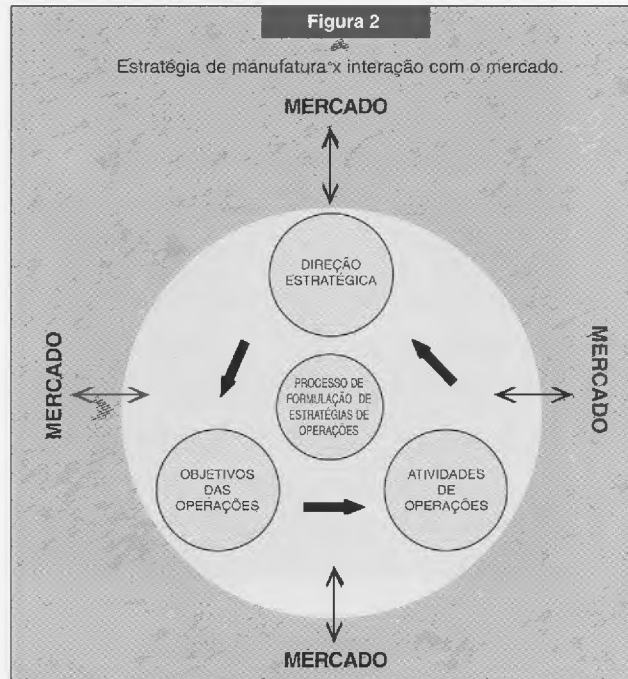 Figura 2
Estratégia de manufatura x interação com o mercado.
MERCADO
DIREÇÃO
ESTRATÉGICA
MERCADO
MERCADO
PROCESSO DE
FORMULAÇÃO DE
ESTRATÉGIAS DE
OPERAÇÕES
OBJETIVOS
DAS
OPERAÇÕES
ATIVIDADES
DE
OPERAÇÕES
MERCADO